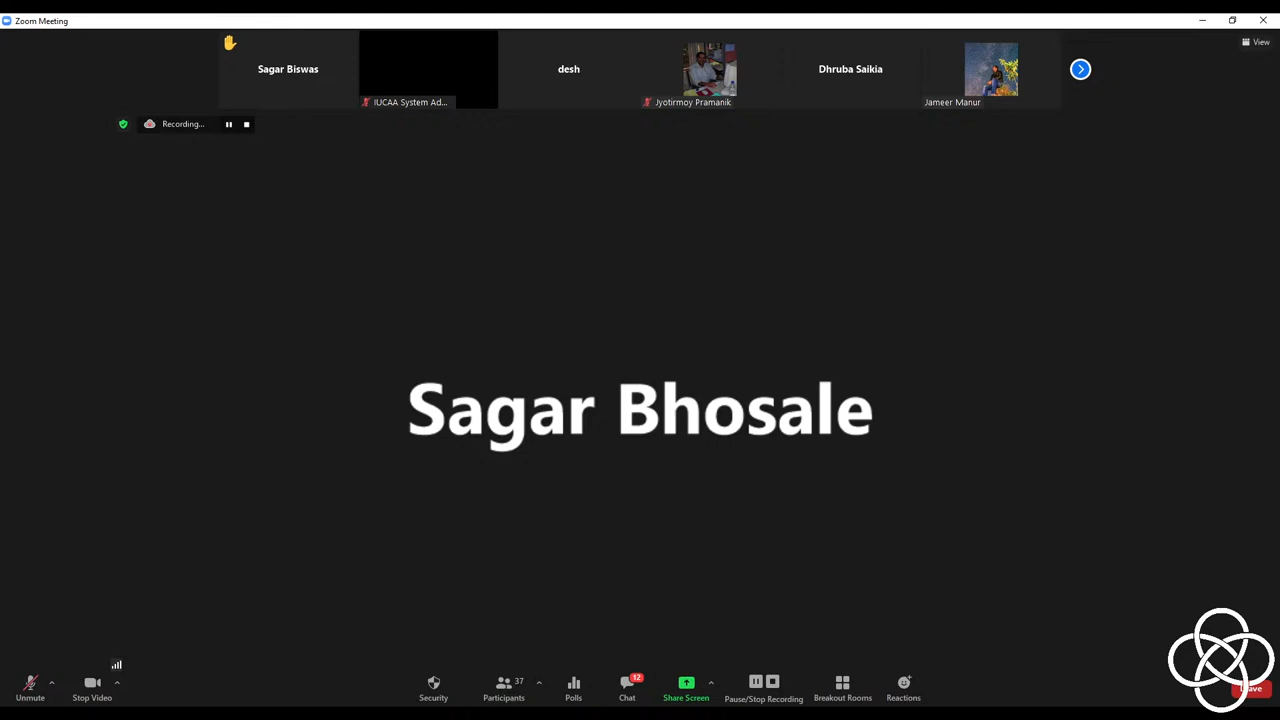 Zoom Meeting
View
Sagar Biswas
IUCAA System Ad...
desh
Jyotirmoy Pramanik
Dhruba Saikia
Jameer Manur
Recording...
Sagar Bhosale
Unmute
Stop Video
Security
Participants
37
Polls
Chat
12
Share Screen
Pause/Stop Recording
Breakout Rooms
Reactions